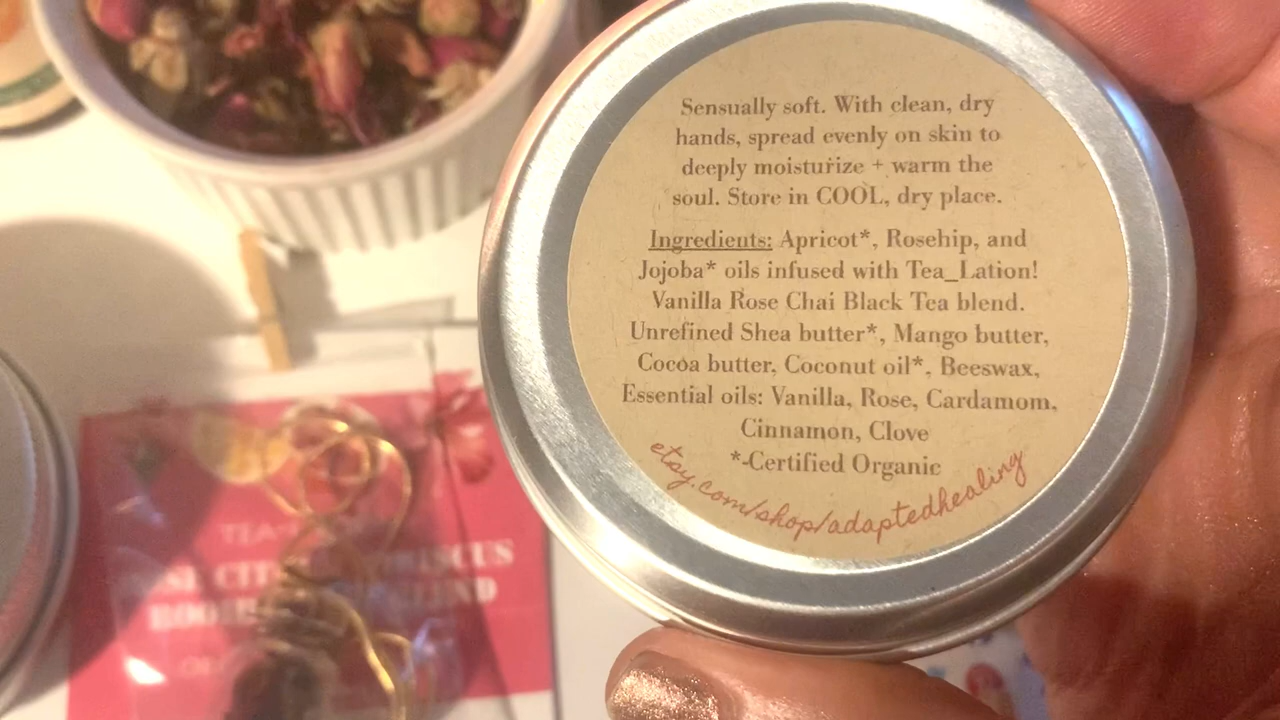 Sensually soft. With clean, dry
hands, spread evenly on skin to
deeply moisturize + warm the
soul. Store in COOL, dry place.
Ingredients: Apricot*, Rosehip, and
Jojoba* oils infused with Tea_Lation!
Vanilla Rose Chai Black Tea blend.
Unrefined Shea butter*, Mango butter,
Cocoa butter, Coconut oil*, Beeswax,
Essential oils: Vanilla, Rose, Cardamom,
Cinnamon, Clove
*-Certified Organic
etsy.com/shop/adaptedhealing